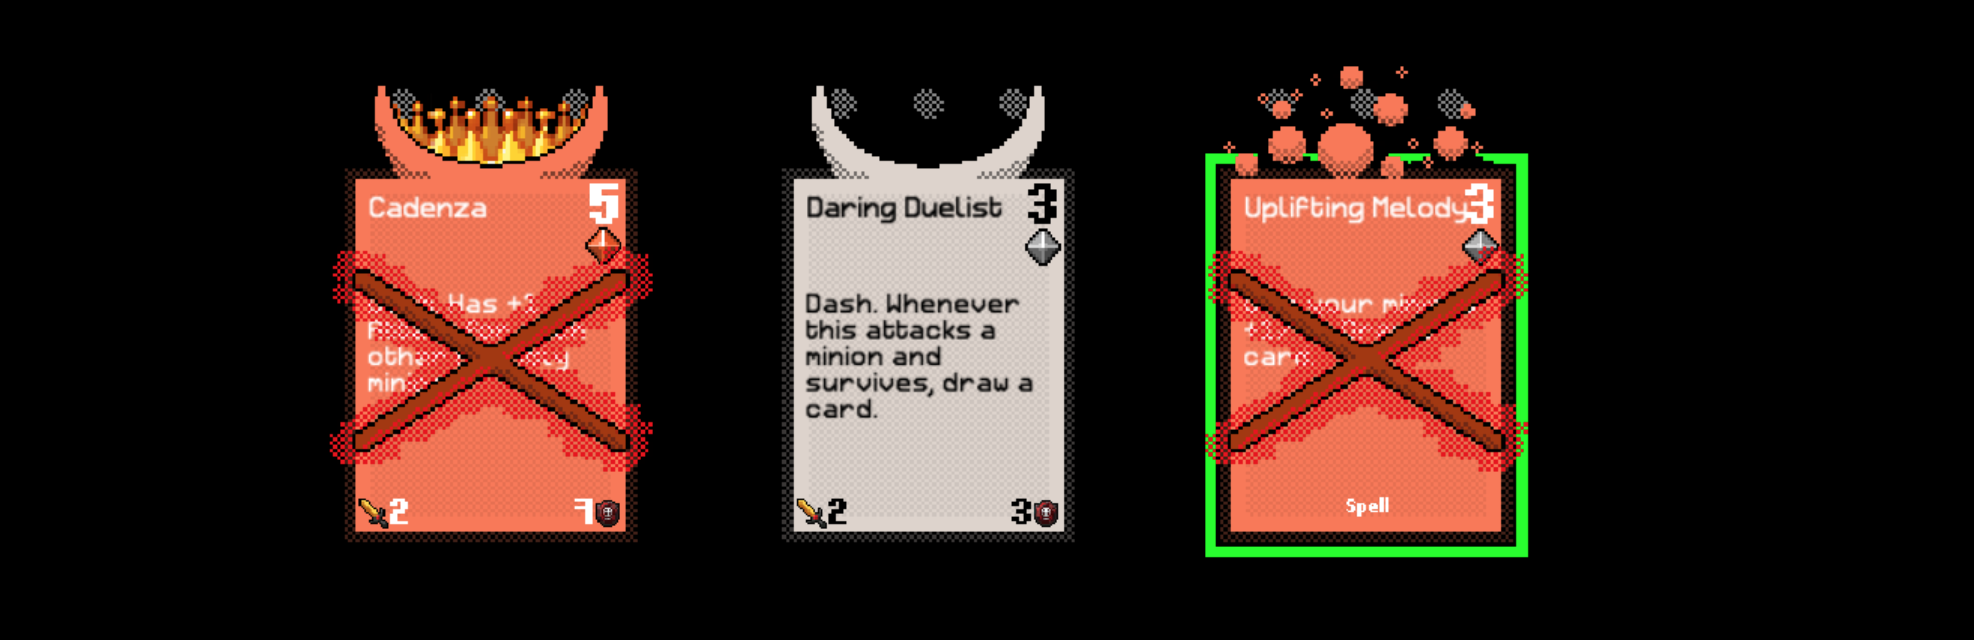 Cadenza
5
Has
2
7
Daring Duelist
3
Dash. Whenever
this attacks a
minion and
survives, draw a
card.
2
3
Uplifting Melody
3
your
Spell